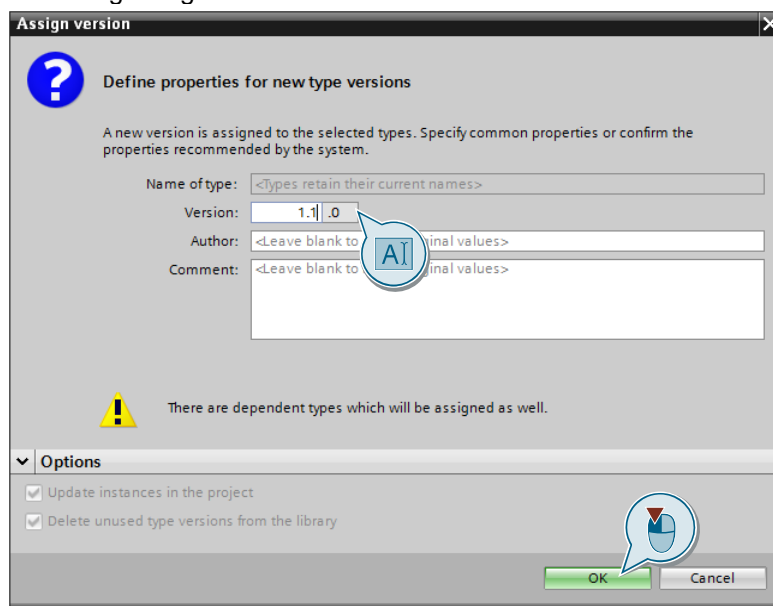 Assign version
Define properties for new type versions
A new version is assigned to the selected types. Specify common properties or confirm the
properties recommended by the system.
Name of type: <Types retain their current names>
Version: 1.1 .0
Author: <Leave blank to inal values>
Comment: <Leave blank to inal values>
A
There are dependent types which will be assigned as well.
Options
Update instances in the project
Delete unused type versions from the library
OK Cancel